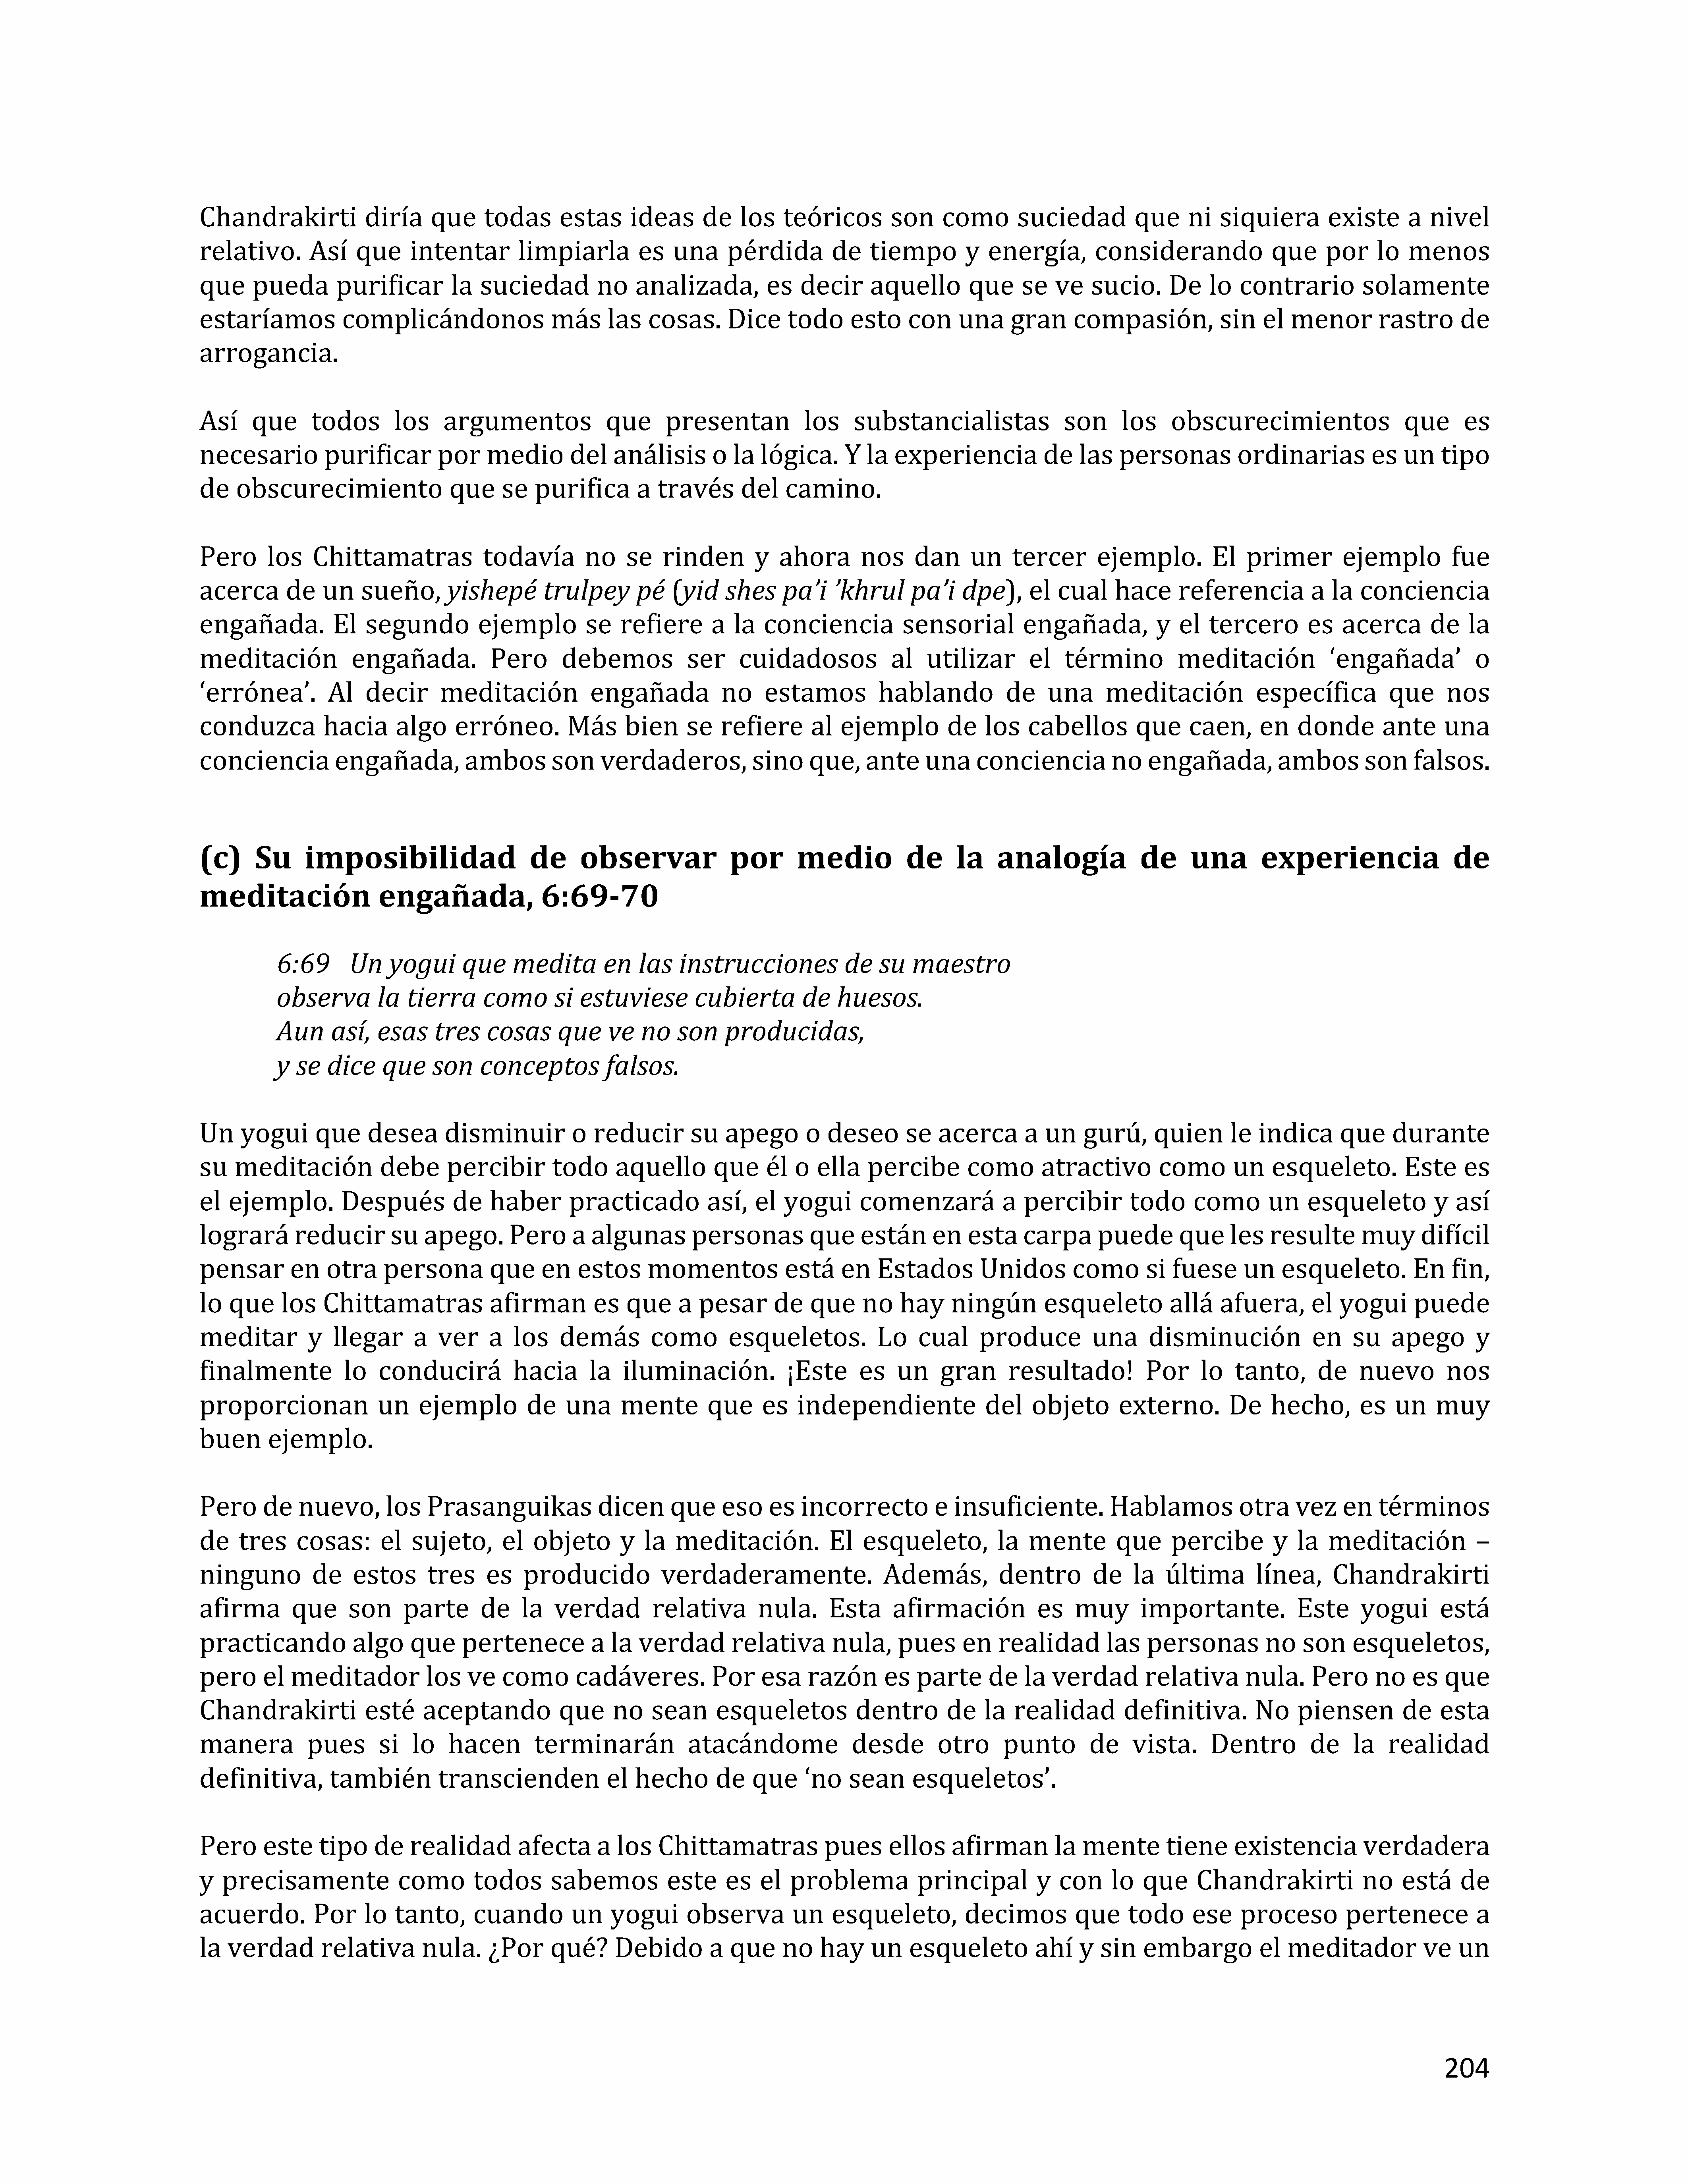 Chandrakirti diría que todas estas ideas de los teóricos son como suciedad que ni siquiera existe a nivel
relativo. Así que intentar limpiarla es una pérdida de tiempo y energía, considerando que por lo menos
que pueda purificar la suciedad no analizada, es decir aquello que se ve sucio. De lo contrario solamente
estaríamos complicándonos más las cosas. Dice todo esto con una gran compasión, sin el menor rastro de
arrogancia.
Así que todos los argumentos que presentan los substancialistas son los obscurecimientos que es
necesario purificar por medio del análisis o la lógica. Y la experiencia de las personas ordinarias es un tipo
de obscurecimiento que se purifica a través del camino.
Pero los Chittamatras todavía no se rinden y ahora nos dan un tercer ejemplo. El primer ejemplo fue
acerca de un sueño, yishepé trulpey pé (yid shes pa’i ’khrul pa’i dpe), el cual hace referencia a la conciencia
engañada. El segundo ejemplo se refiere a la conciencia sensorial engañada, y el tercero es acerca de la
meditación engañada. Pero debemos ser cuidadosos al utilizar el término meditación ‘engañada’ o
‘errónea’. Al decir meditación engañada no estamos hablando de una meditación específica que nos
conduzca hacia algo erróneo. Más bien se refiere al ejemplo de los cabellos que caen, en donde ante una
conciencia engañada, ambos son verdaderos, sino que, ante una conciencia no engañada, ambos son falsos.
(c) Su imposibilidad de observar por medio de la analogía de una experiencia de
meditación engañada, 6:69-70
6:69 Un yogui que medita en las instrucciones de su maestro
observa la tierra como si estuviese cubierta de huesos.
Aun así, esas tres cosas que ve no son producidas,
y se dice que son conceptos falsos.
Un yogui que desea disminuir o reducir su apego o deseo se acerca a un gurú, quien le indica que durante
su meditación debe percibir todo aquello que él o ella percibe como atractivo como un esqueleto. Este es
el ejemplo. Después de haber practicado así, el yogui comenzará a percibir todo como un esqueleto y así
logrará reducir su apego. Pero a algunas personas que están en esta carpa puede que les resulte muy difícil
pensar en otra persona que en estos momentos está en Estados Unidos como si fuese un esqueleto. En fin,
lo que los Chittamatras afirman es que a pesar de que no hay ningún esqueleto allá afuera, el yogui puede
meditar y llegar a ver a los demás como esqueletos. Lo cual produce una disminución en su apego y
finalmente lo conducirá hacia la iluminación. ¡Este es un gran resultado! Por lo tanto, de nuevo nos
proporcionan un ejemplo de una mente que es independiente del objeto externo. De hecho, es un muy
buen ejemplo.
Pero de nuevo, los Prasanguikas dicen que eso es incorrecto e insuficiente. Hablamos otra vez en términos
de tres cosas: el sujeto, el objeto y la meditación. El esqueleto, la mente que percibe y la meditación –
ninguno de estos tres es producido verdaderamente. Además, dentro de la última línea, Chandrakirti
afirma que son parte de la verdad relativa nula. Esta afirmación es muy importante. Este yogui está
practicando algo que pertenece a la verdad relativa nula, pues en realidad las personas no son esqueletos,
pero el meditador los ve como cadáveres. Por esa razón es parte de la verdad relativa nula. Pero no es que
Chandrakirti esté aceptando que no sean esqueletos dentro de la realidad definitiva. No piensen de esta
manera pues si lo hacen terminarán atacándome desde otro punto de vista. Dentro de la realidad
definitiva, también transcienden el hecho de que ‘no sean esqueletos’.
Pero este tipo de realidad afecta a los Chittamatras pues ellos afirman la mente tiene existencia verdadera
y precisamente como todos sabemos este es el problema principal y con lo que Chandrakirti no está de
acuerdo. Por lo tanto, cuando un yogui observa un esqueleto, decimos que todo ese proceso pertenece a
la verdad relativa nula. ¿Por qué? Debido a que no hay un esqueleto ahí y sin embargo el meditador ve un
204